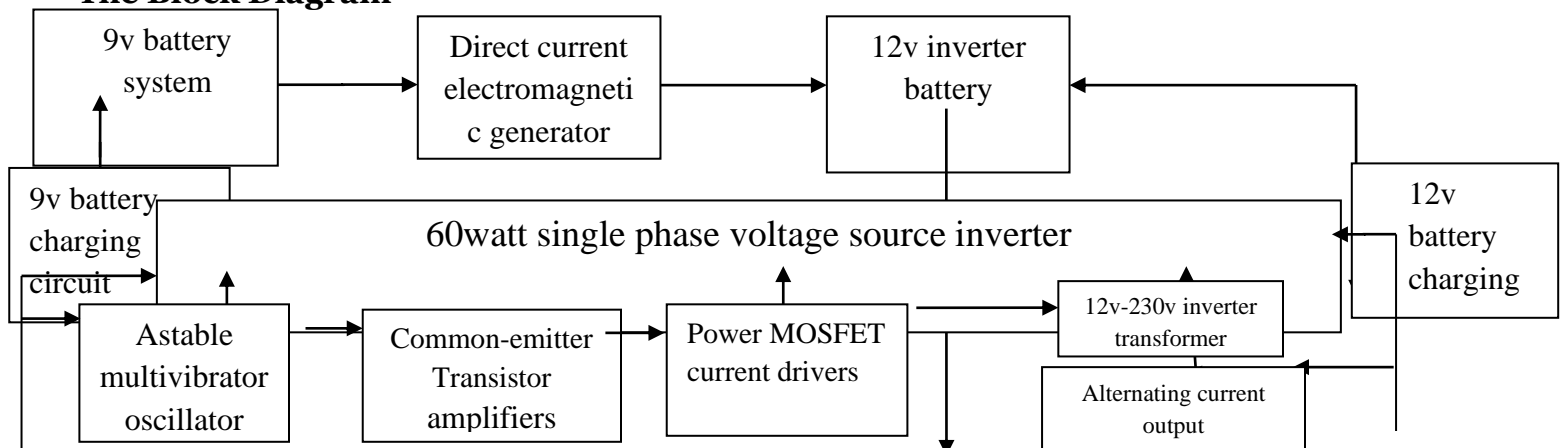 The Block Diagram
9v battery
system
Direct current
electromagneti
c generator
12v inverter
battery
9v battery
charging
circuit
60watt single phase voltage source inverter
12v
battery
charging
Astable
multivibrator
oscillator
Common-emitter
Transistor
amplifiers
Power MOSFET
current drivers
12v-230v inverter
transformer
Alternating current
output